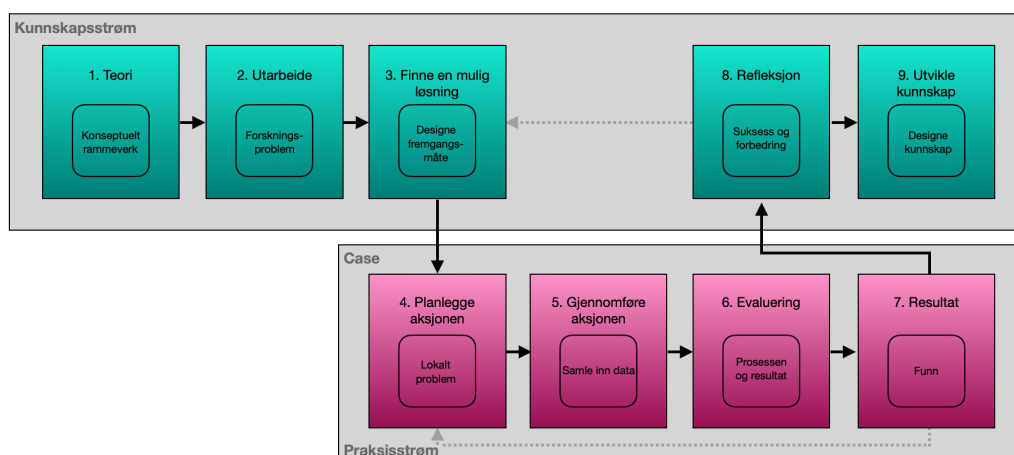 Kunnskapsstrøm
1. Teori
Konseptuelt
rammeverk
2. Utarbeide
Forsknings-
problem
3. Finne en mulig
løsning
Designe
fremgangs-
måte
8. Refleksjon
Suksess og
forbedring
9. Utvikle
kunnskap
Designe
kunnskap
Case
4. Planlegge
aksjonen
Lokalt
problem
5. Gjennomføre
aksjonen
Samle inn data
6. Evaluering
Prosessen
og resultat
7. Resultat
Funn
Praksisstrøm